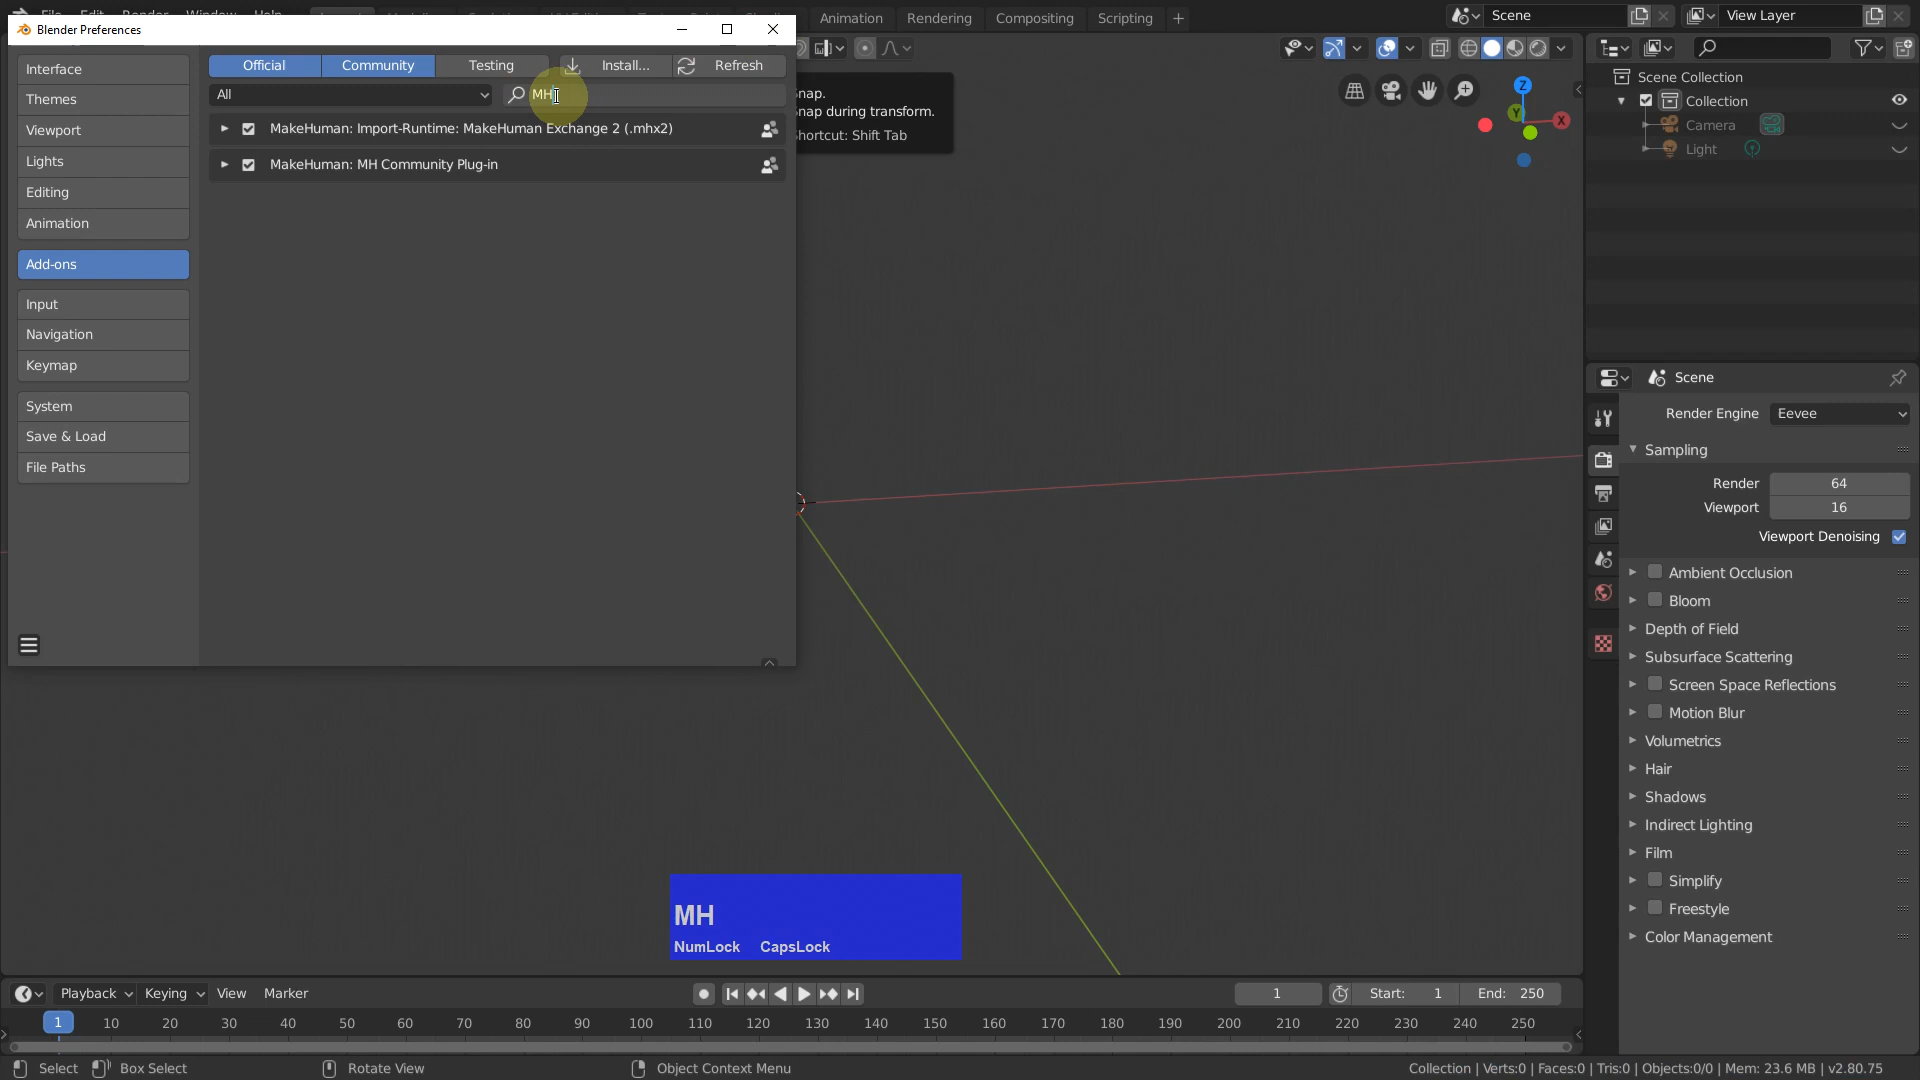 Blender Preferences
Animation
Rendering
Compositing
Scripting
Scene
View Layer
Interface
Themes
Viewport
Lights
Editing
Animation
Add-ons
Input
Navigation
Keymap
System
Save & Load
File Paths
Official
Community
Testing
Install...
Refresh
All
MH
MakeHuman: Import-Runtime: MakeHuman Exchange 2 (.mhx2)
MakeHuman: MH Community Plug-in
Snap.
Snap during transform.
Shortcut: Shift Tab
Z
Y
X
Scene Collection
Collection
Camera
Light
Scene
Render Engine
Eevee
Sampling
Render
64
Viewport
16
Viewport Denoising
Ambient Occlusion
Bloom
Depth of Field
Subsurface Scattering
Screen Space Reflections
Motion Blur
Volumetrics
Hair
Shadows
Indirect Lighting
Film
Simplify
Freestyle
Color Management
MH
NumLock CapsLock
Playback
Keying
View
Marker
1
Start: 1
End: 250
1 10 20 30 40 50 60 70 80 90 100 110 120 130 140 150 160 170 180 190 200 210 220 230 240 250
Select
Box Select
Rotate View
Object Context Menu
Collection | Verts:0 | Faces:0 | Tris:0 | Objects:0/0 | Mem: 23.6 MB | v2.80.75